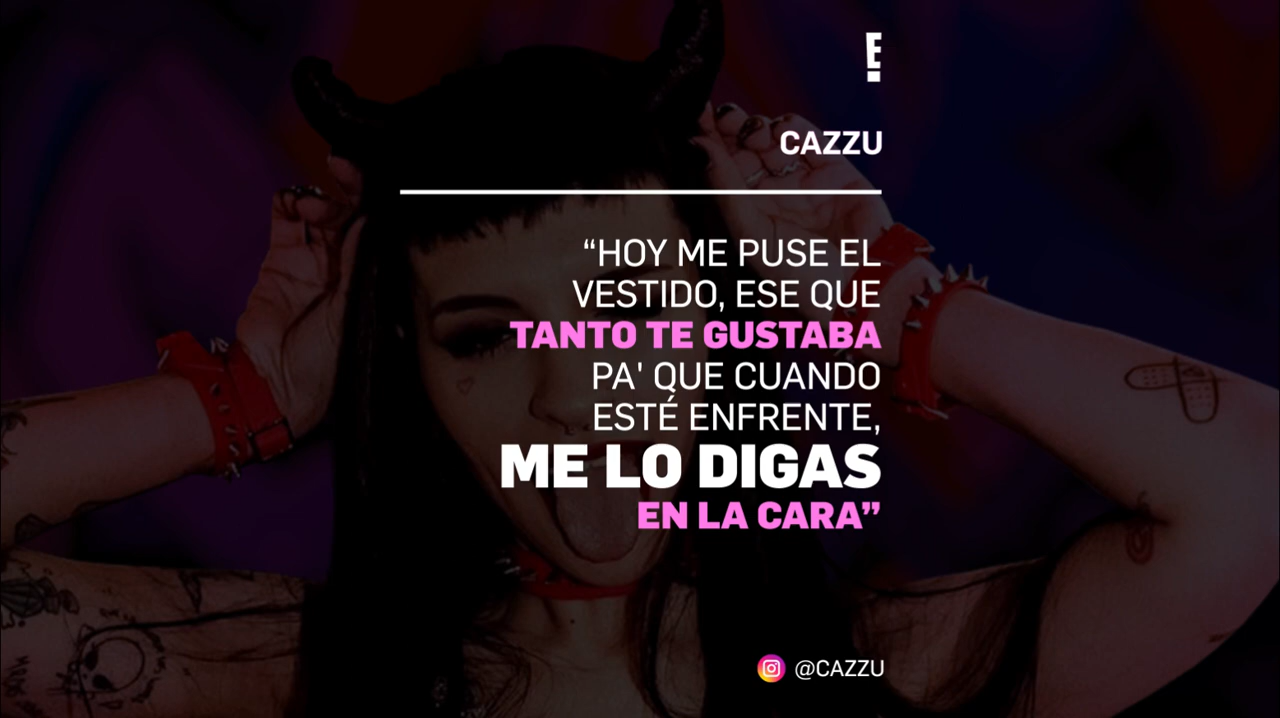 E!
CAZZU
“HOY ME PUSE EL
VESTIDO, ESE QUE
TANTO TE GUSTABA
PA' QUE CUANDO
ESTÉ ENFRENTE,
ME LO DIGAS
EN LA CARA”
@CAZZU